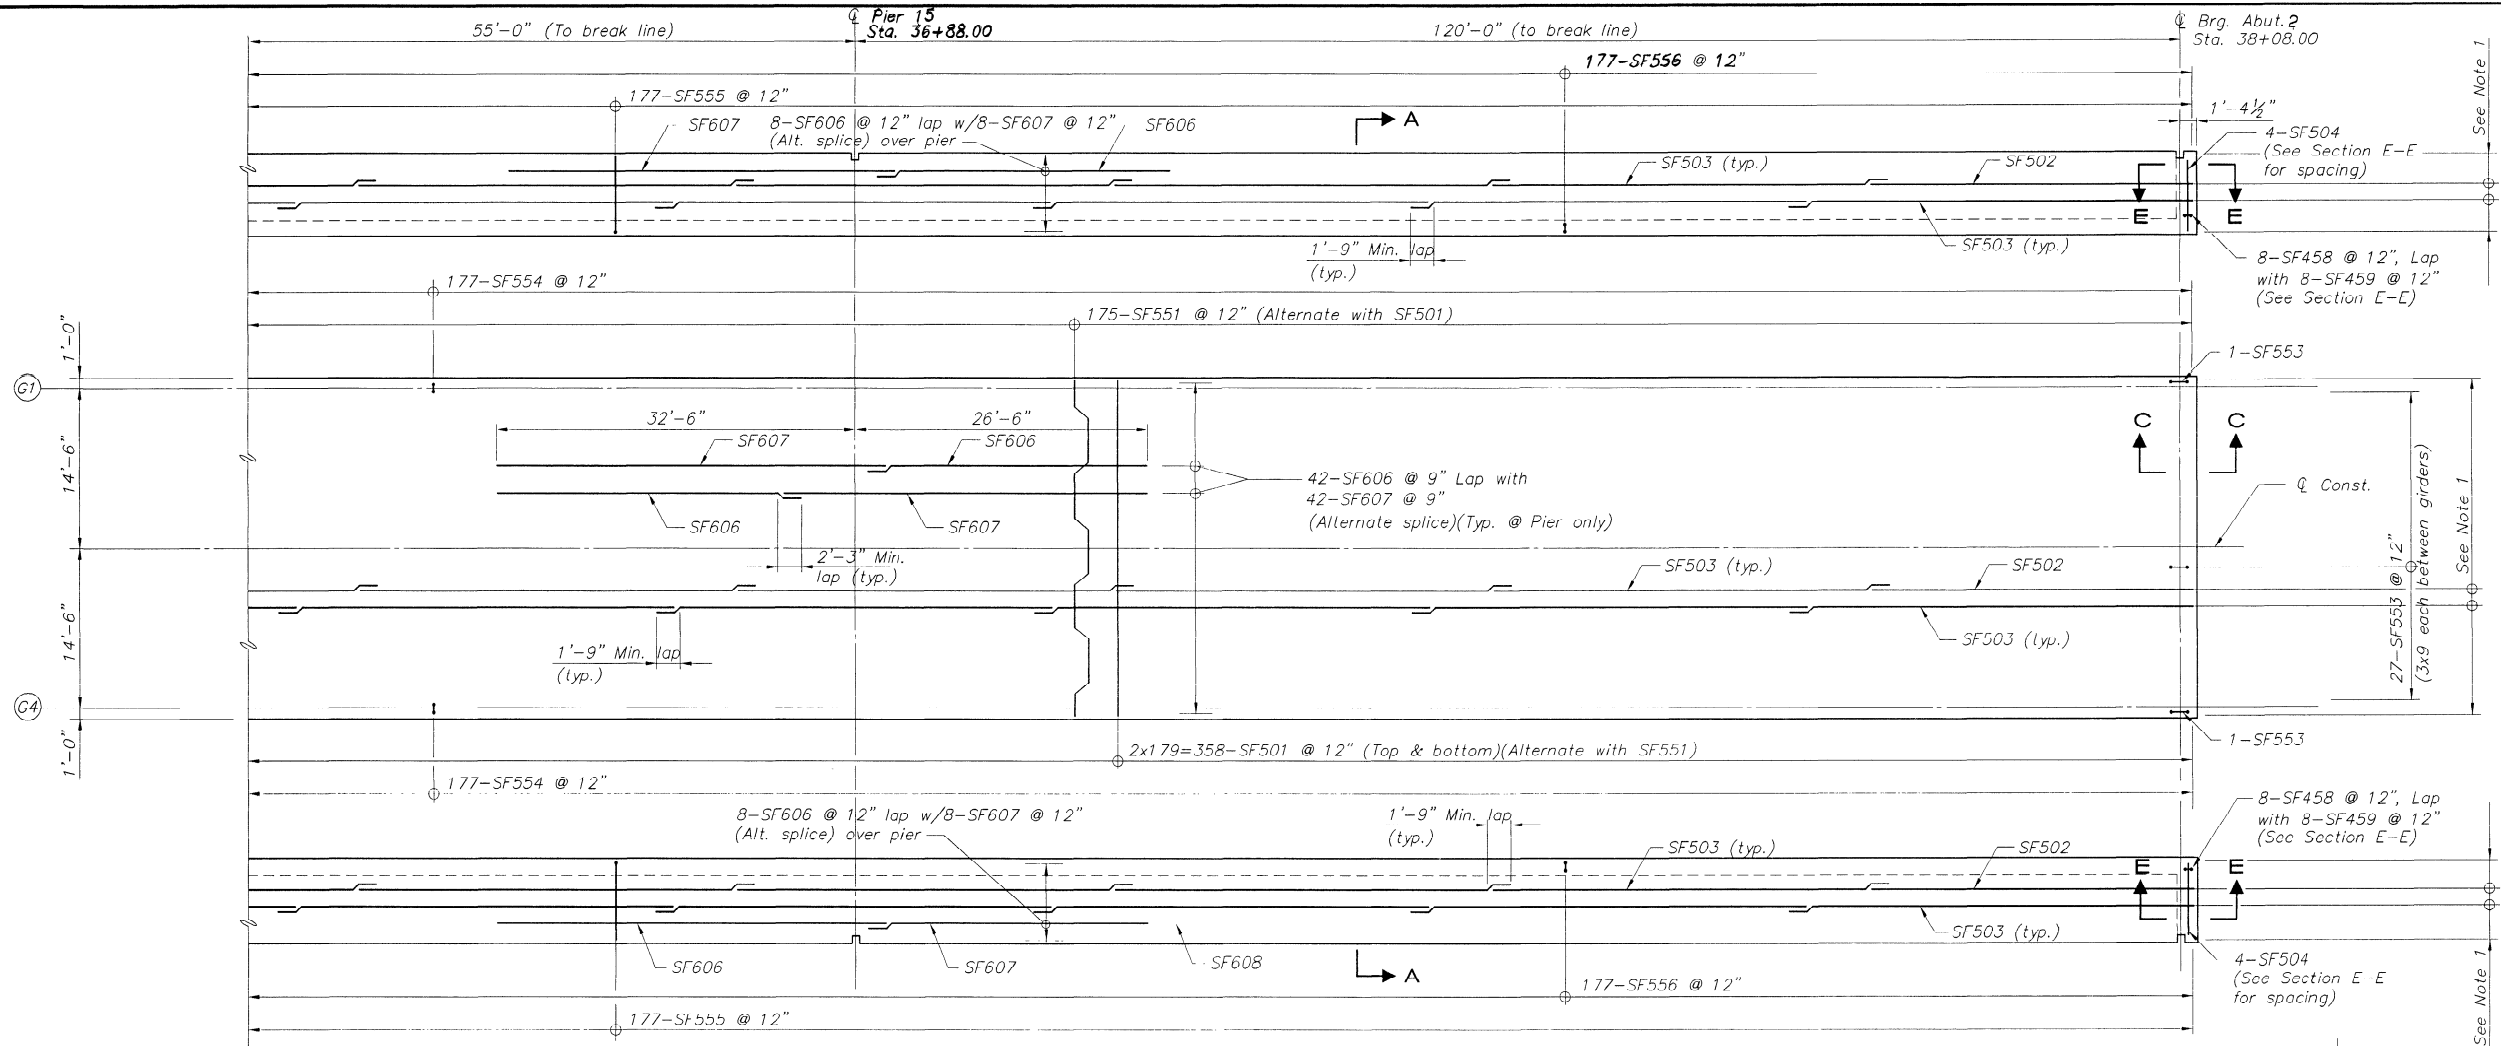 55'-0" (To break line)
℄ Pier 15
Sta. 36+88.00
120'-0" (to break line)
℄ Brg. Abut. 2
Sta. 38+08.00
177-SF556 @ 12"
See Note 1
177-SF555 @ 12"
1'-4½"
SF607
8-SF606 @ 12" lap w/8-SF607 @ 12"
(Alt. splice) over pier
SF606
A
4-SF504
(See Section E-E
for spacing)
SF503 (typ.)
SF502
E
E
1'-9" Min. lap
(typ.)
SF503 (typ.)
8-SF458 @ 12", Lap
with 8-SF459 @ 12"
(See Section E-E)
177-SF554 @ 12"
175-SF551 @ 12" (Alternate with SF501)
1'-0"
1-SF553
G1
32'-6"
26'-6"
SF607
SF606
C
C
14'-6"
42-SF606 @ 9" Lap with
42-SF607 @ 9"
(Alternate splice)(Typ. @ Pier only)
℄ Const.
SF606
SF607
27-SF553 @ 12"
(3x9 each between girders)
See Note 1
2'-3" Min.
lap (typ.)
SF503 (typ.)
SF502
14'-6"
1'-9" Min. lap
(typ.)
SF503 (typ.)
G4
1'-0"
2x179=358-SF501 @ 12" (Top & bottom)(Alternate with SF551)
1-SF553
177-SF554 @ 12"
8-SF606 @ 12" lap w/8-SF607 @ 12"
(Alt. splice) over pier
1'-9" Min. lap
(typ.)
8-SF458 @ 12", Lap
with 8-SF459 @ 12"
(See Section E-E)
SF503 (typ.)
SF502
E
E
SF503 (typ.)
SF606
SF607
SF608
A
4-SF504
(See Section E-E
for spacing)
177-SF556 @ 12"
See Note 1
177-SF555 @ 12"